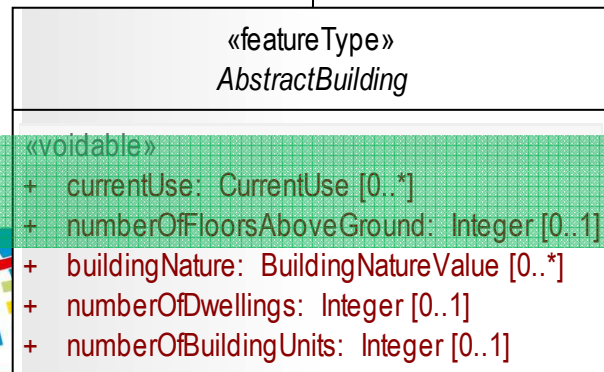 «featureType»
AbstractBuilding
«voidable»
+ currentUse: CurrentUse [0..*]
+ numberOfFloorsAboveGround: Integer [0..1]
+ buildingNature: BuildingNatureValue [0..*]
+ numberOfDwellings: Integer [0..1]
+ numberOfBuildingUnits: Integer [0..1]